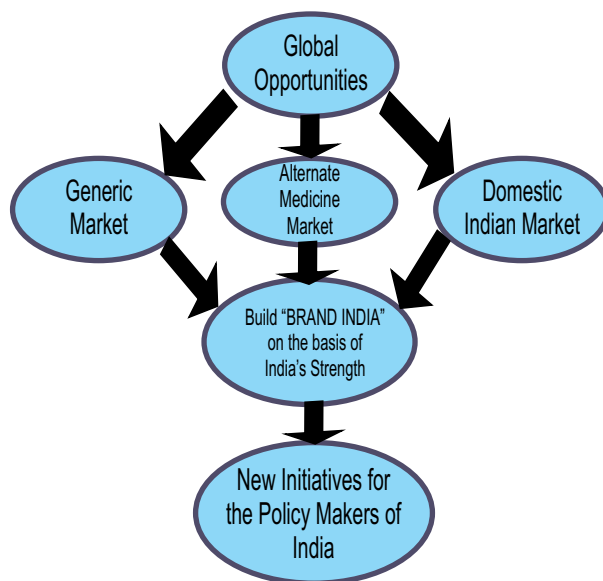 Global
Opportunities
Generic
Market
Alternate
Medicine
Market
Domestic
Indian Market
Build “BRAND INDIA”
on the basis of
India’s Strength
New Initiatives for
the Policy Makers of
India